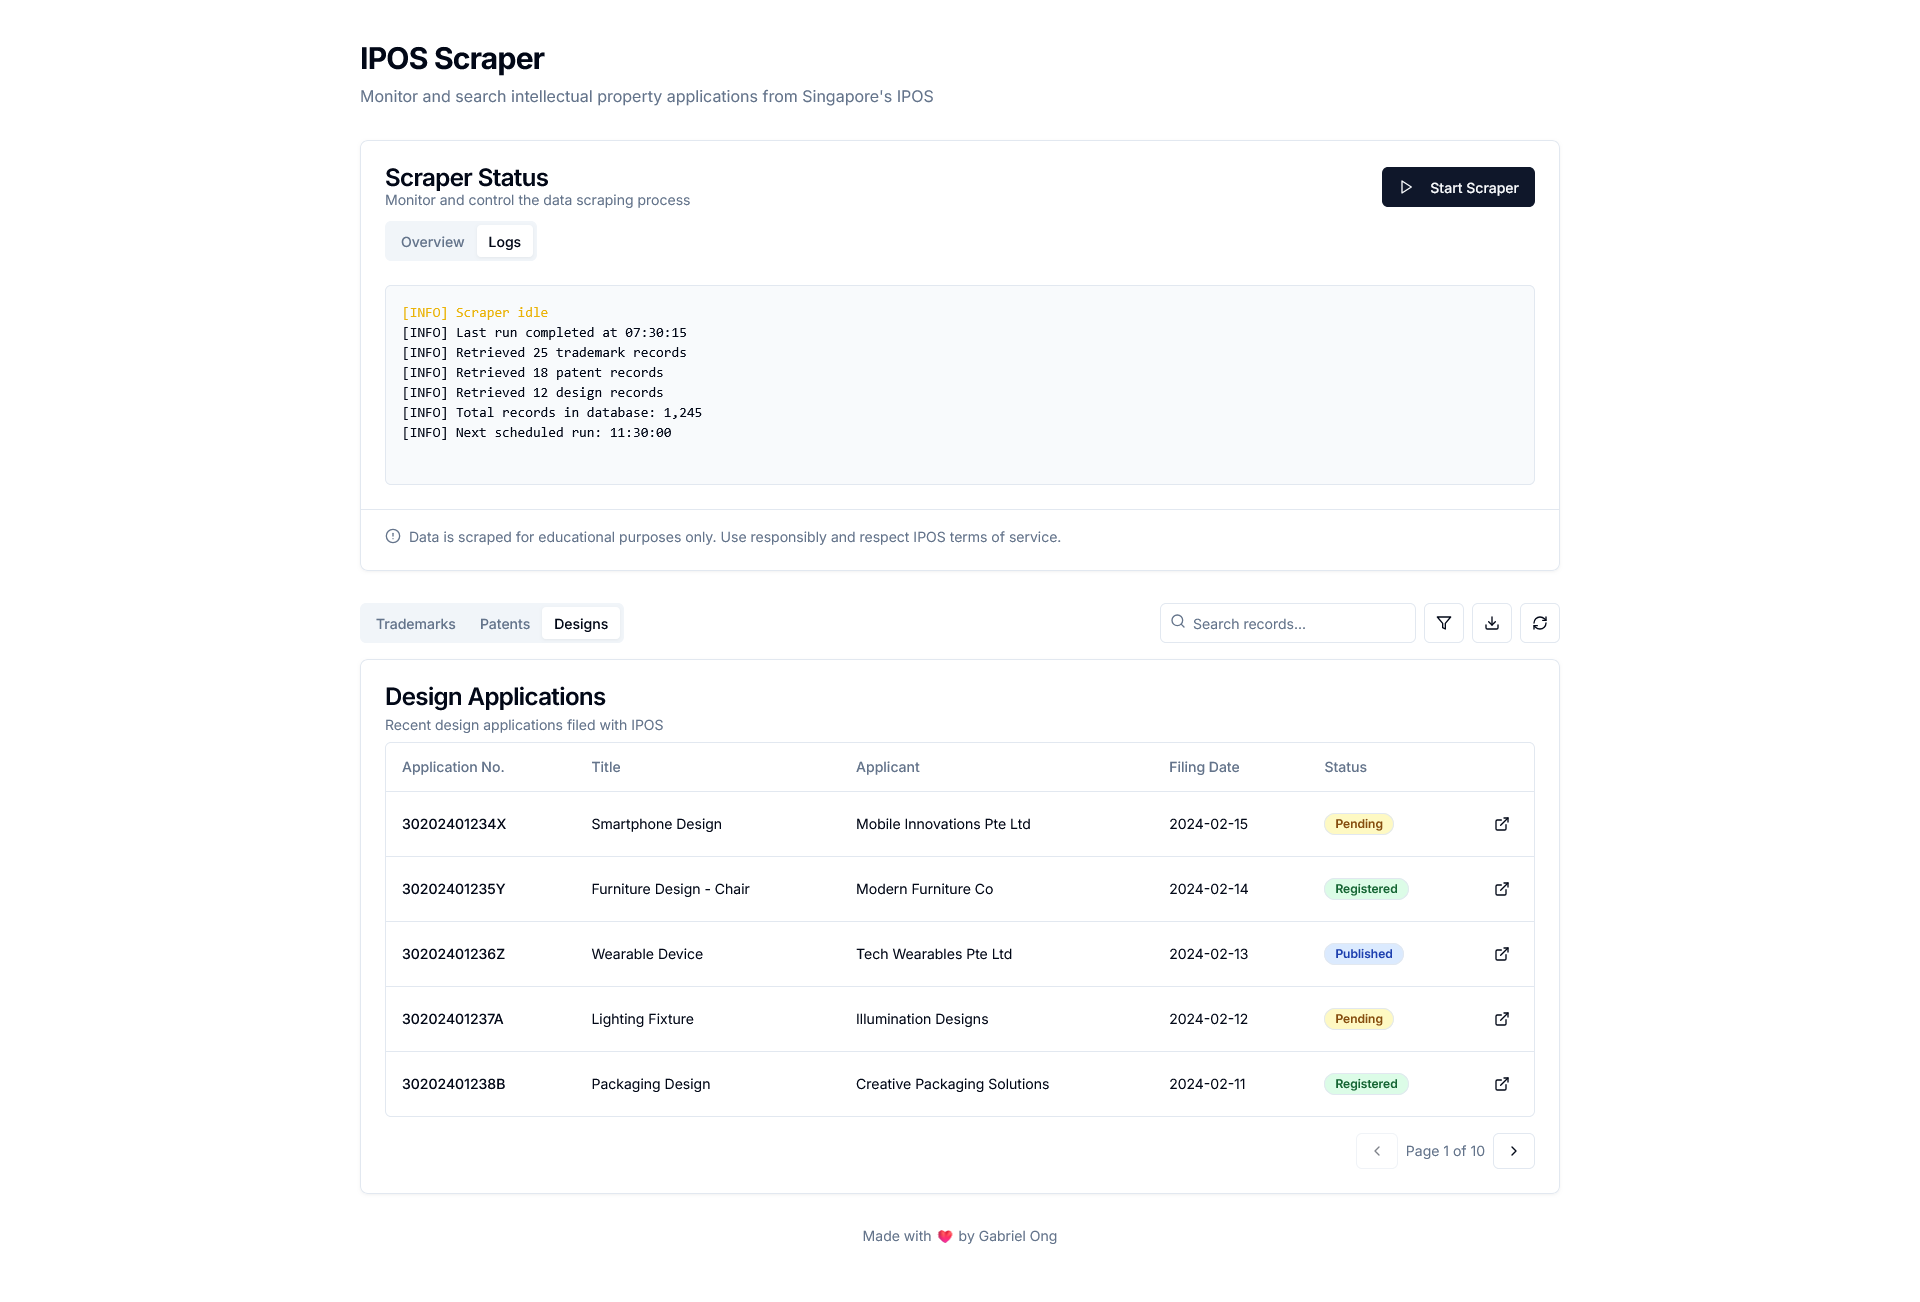 IPOS Scraper
Monitor and search intellectual property applications from Singapore's IPOS
Scraper Status
Monitor and control the data scraping process
Start Scraper
Overview Logs
[INFO] Scraper idle
[INFO] Last run completed at 07:30:15
[INFO] Retrieved 25 trademark records
[INFO] Retrieved 18 patent records
[INFO] Retrieved 12 design records
[INFO] Total records in database: 1,245
[INFO] Next scheduled run: 11:30:00
Data is scraped for educational purposes only. Use responsibly and respect IPOS terms of service.
Trademarks Patents Designs Search records...
Design Applications
Recent design applications filed with IPOS
Application No. Title Applicant Filing Date Status
30202401234X Smartphone Design Mobile Innovations Pte Ltd 2024-02-15 Pending
30202401235Y Furniture Design - Chair Modern Furniture Co 2024-02-14 Registered
30202401236Z Wearable Device Tech Wearables Pte Ltd 2024-02-13 Published
30202401237A Lighting Fixture Illumination Designs 2024-02-12 Pending
30202401238B Packaging Design Creative Packaging Solutions 2024-02-11 Registered
Page 1 of 10
Made with ❤️ by Gabriel Ong